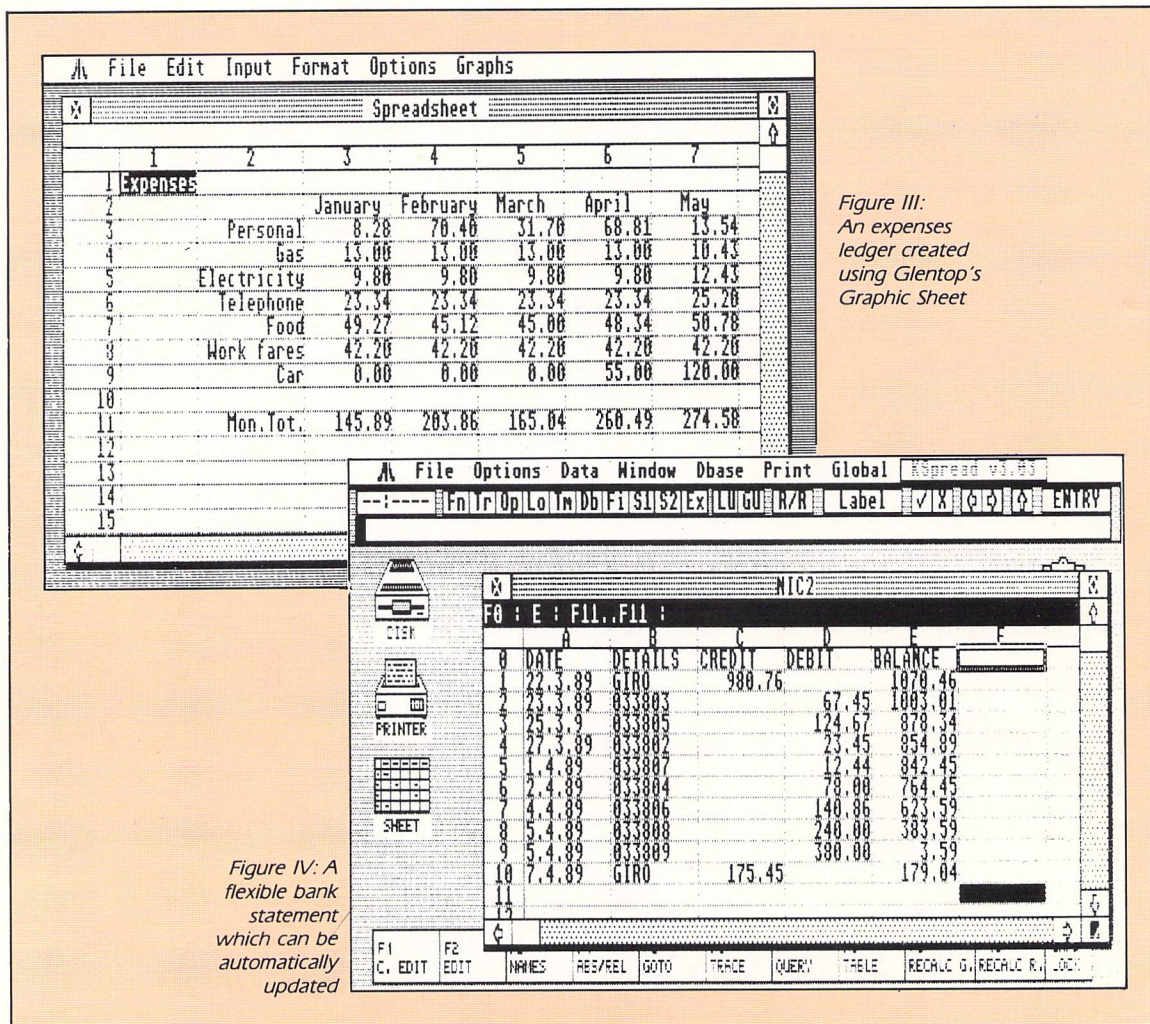 File Edit Input Format Options Graphs
Spreadsheet
1 2 3 4 5 6 7
1 Expenses
2 January February March April May
3 Personal 8.28 70.40 31.70 68.81 13.54
4 Gas 13.00 13.00 13.00 13.00 10.43
5 Electricity 9.80 9.80 9.80 9.80 12.43
6 Telephone 23.34 23.34 23.34 23.34 25.20
7 Food 49.27 45.12 45.00 48.34 50.78
8 Work fares 42.20 42.20 42.20 42.20 42.20
9 Car 0.00 0.00 0.00 55.00 120.00
10
11 Mon.Tot. 145.89 203.86 165.04 260.49 274.58
12
13
14
15
Figure III:
An expenses
ledger created
using Glentop's
Graphic Sheet
File Options Data Window Dbase Print Global KSpread v3.03
--:---- Fn Tr Op Lo Tm Db Fi S1 S2 Ex LU GU R/R Label ENTRY
DISK
PRINTER
SHEET
NIC2
F0 : E : F11..F11 :
A B C D E F
0 DATE DETAILS CREDIT DEBIT BALANCE
1 22.3.89 GIRO 980.76 1070.46
2 23.3.89 033803 67.45 1003.01
3 25.3.9 033805 124.67 878.34
4 27.3.89 033802 23.45 854.89
5 1.4.89 033807 12.44 842.45
6 2.4.89 033804 78.00 764.45
7 4.4.89 033806 140.86 623.59
8 5.4.89 033808 240.00 383.59
9 5.4.89 033809 380.00 3.59
10 7.4.89 GIRO 175.45 179.04
11
12
F1 F2
C. EDIT EDIT NAMES ABS/REL GOTO TRACE QUERY TABLE RECALC G. RECALC R. LOCK
Figure IV: A
flexible bank
statement
which can be
automatically
updated